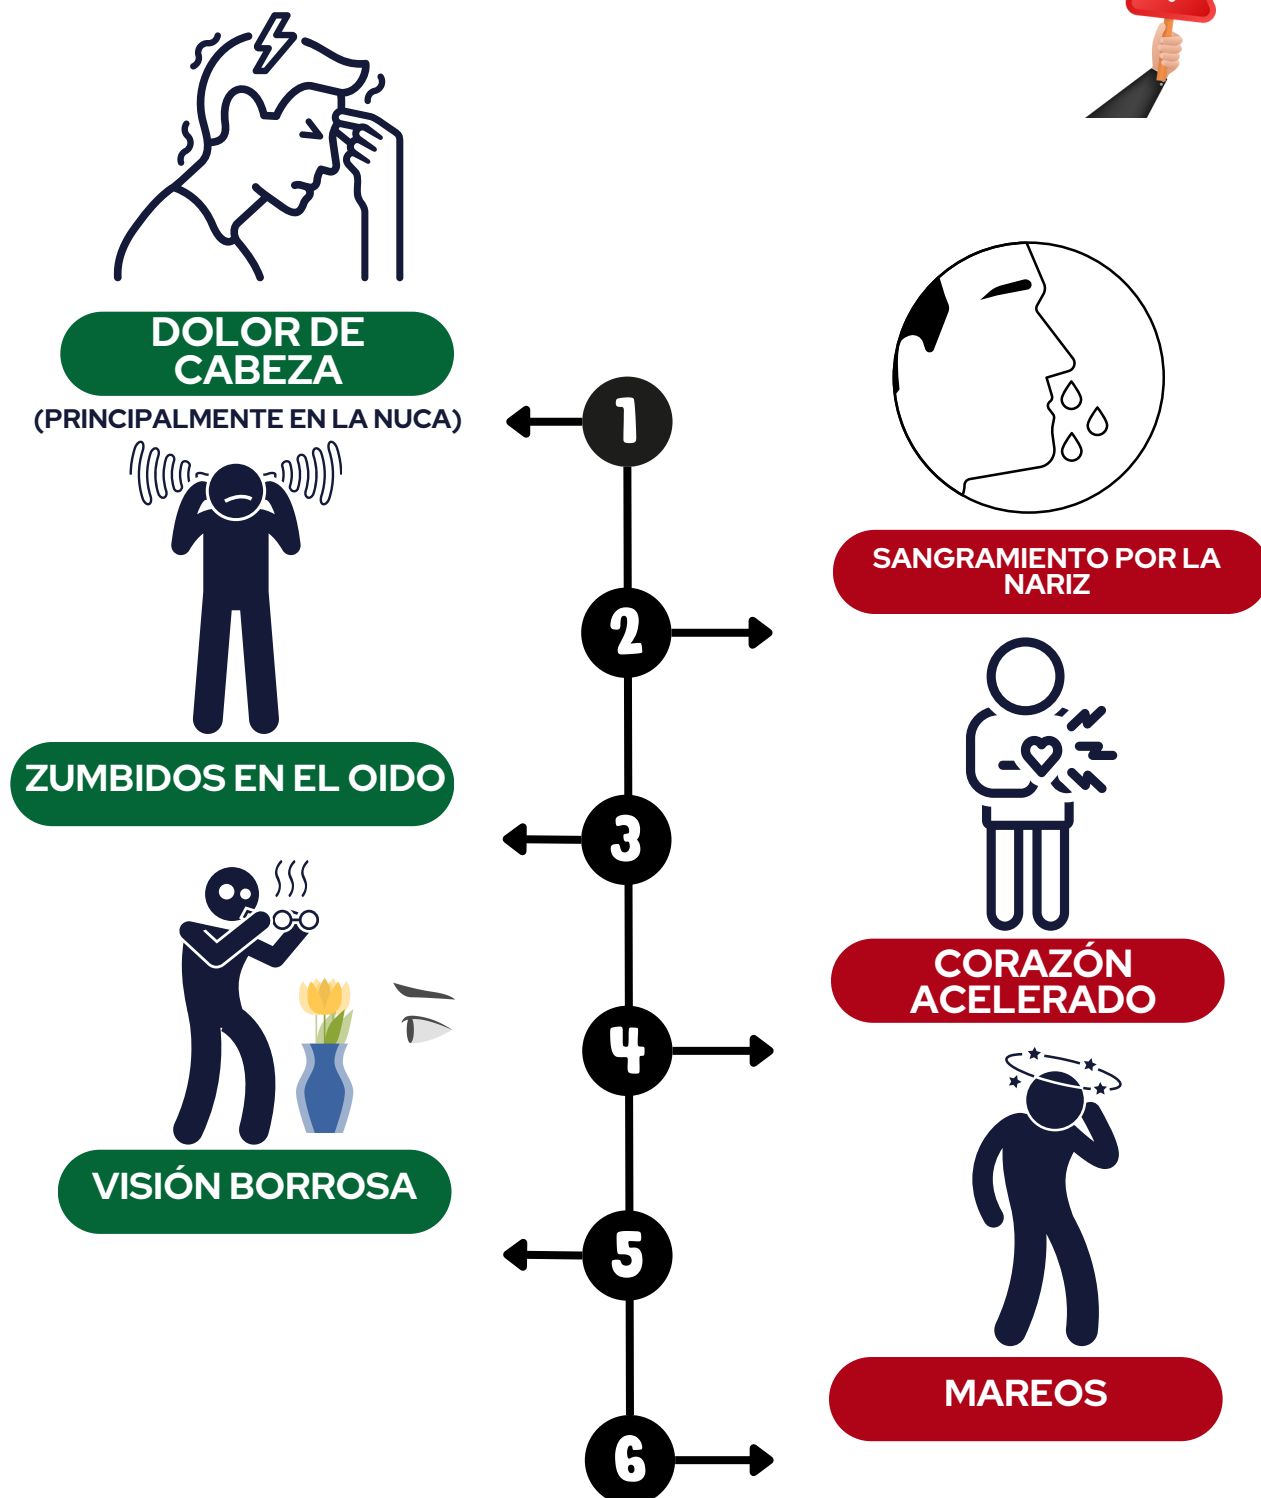 DOLOR DE
CABEZA
(PRINCIPALMENTE EN LA NUCA)
1
SANGRAMIENTO POR LA
NARIZ
2
ZUMBIDOS EN EL OIDO
3
CORAZÓN
ACELERADO
4
VISIÓN BORROSA
5
MAREOS
6